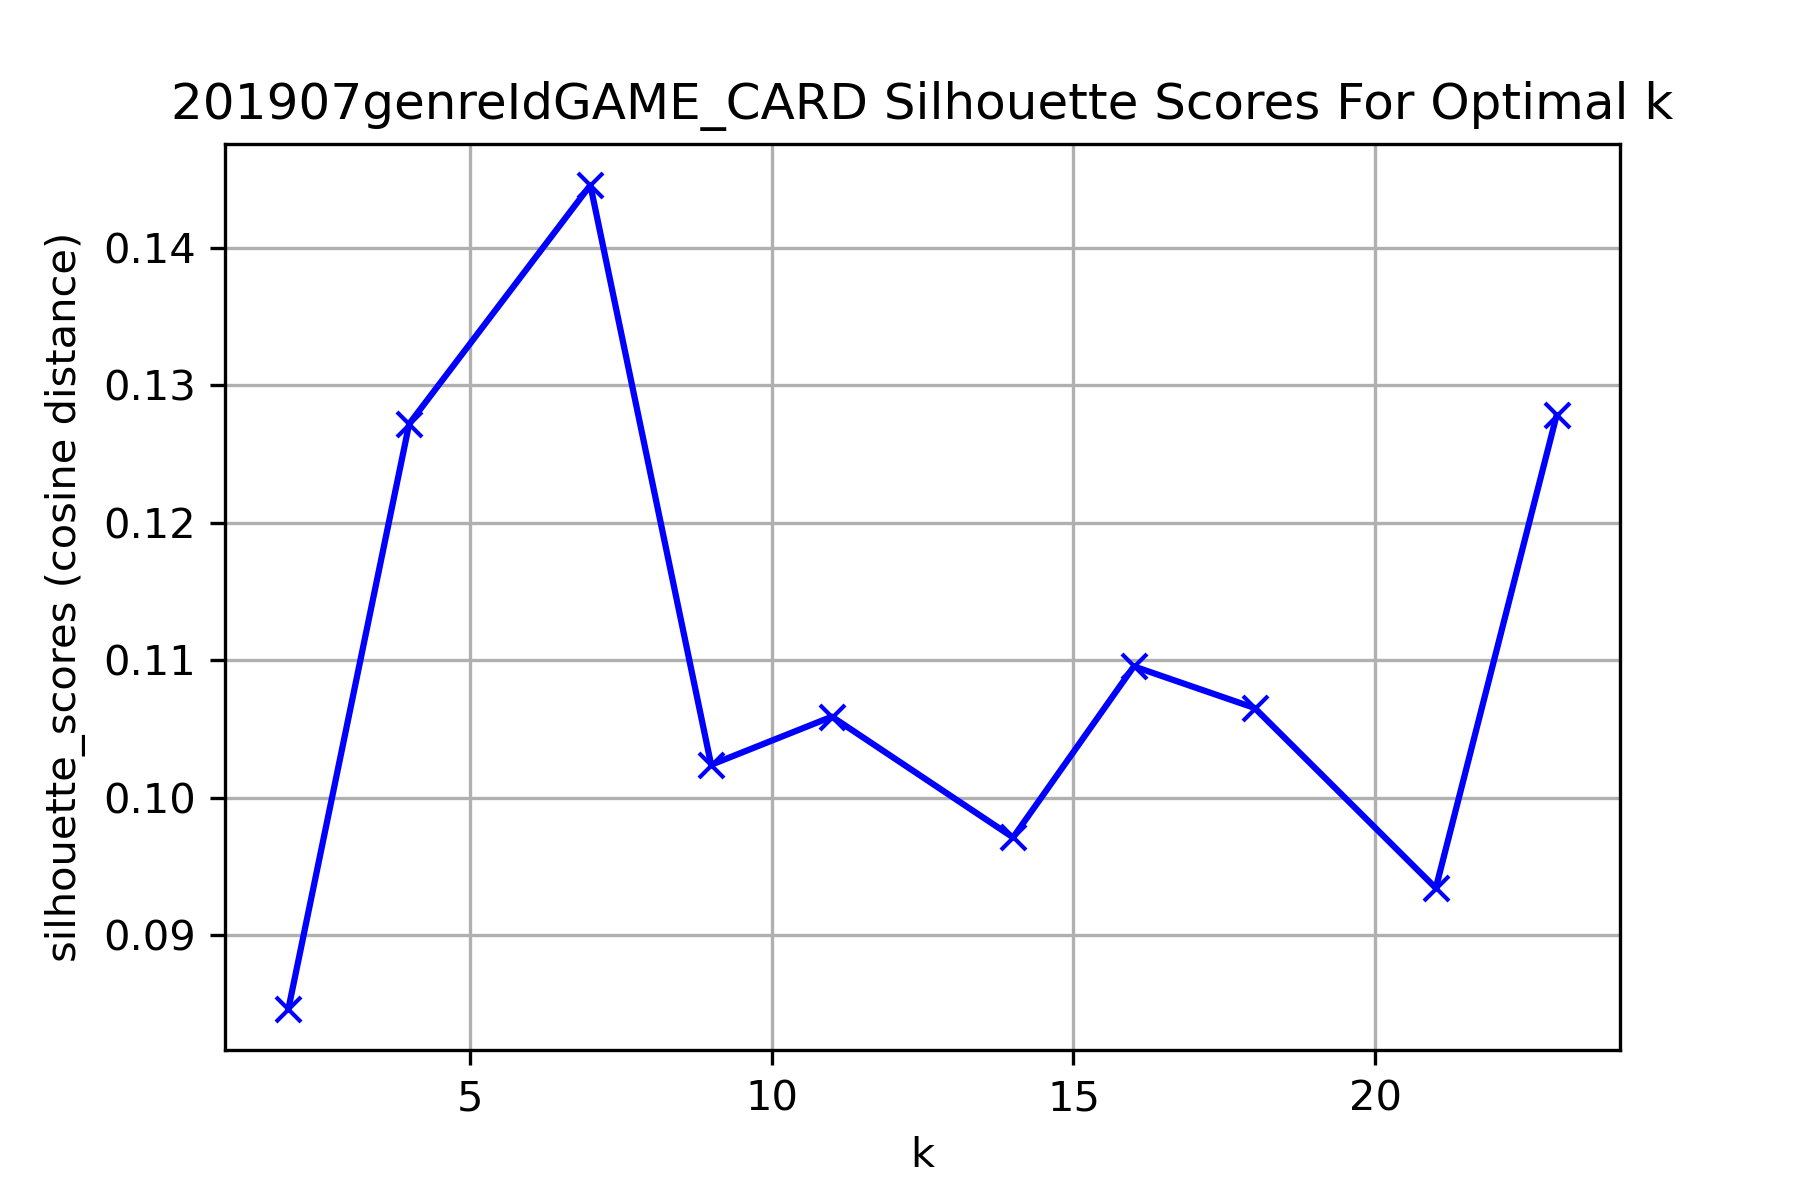 201907genreIdGAME_CARD Silhouette Scores For Optimal k
silhouette_scores (cosine distance)
0.14
0.13
0.12
0.11
0.10
0.09
5 10 15 20
k